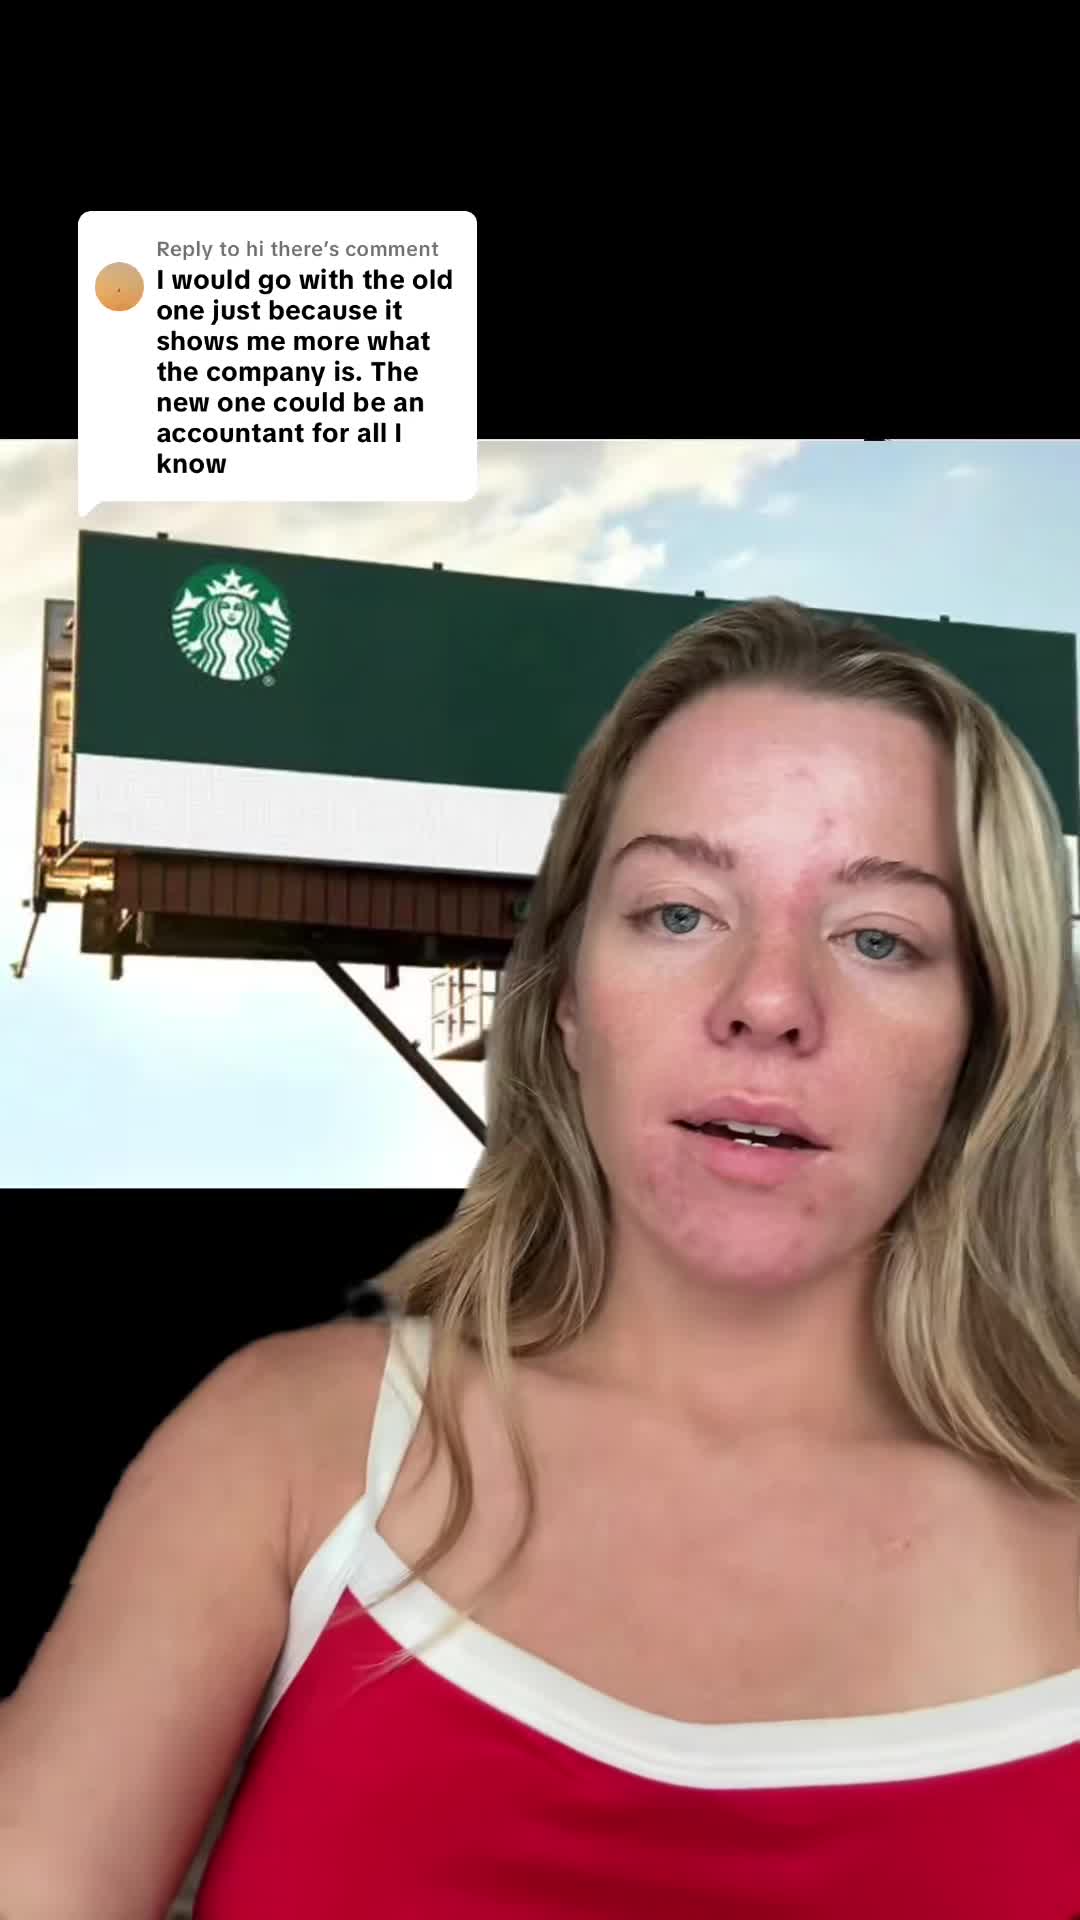 Reply to hi there’s comment
I would go with the old
one just because it
shows me more what
the company is. The
new one could be an
accountant for all I
know
®